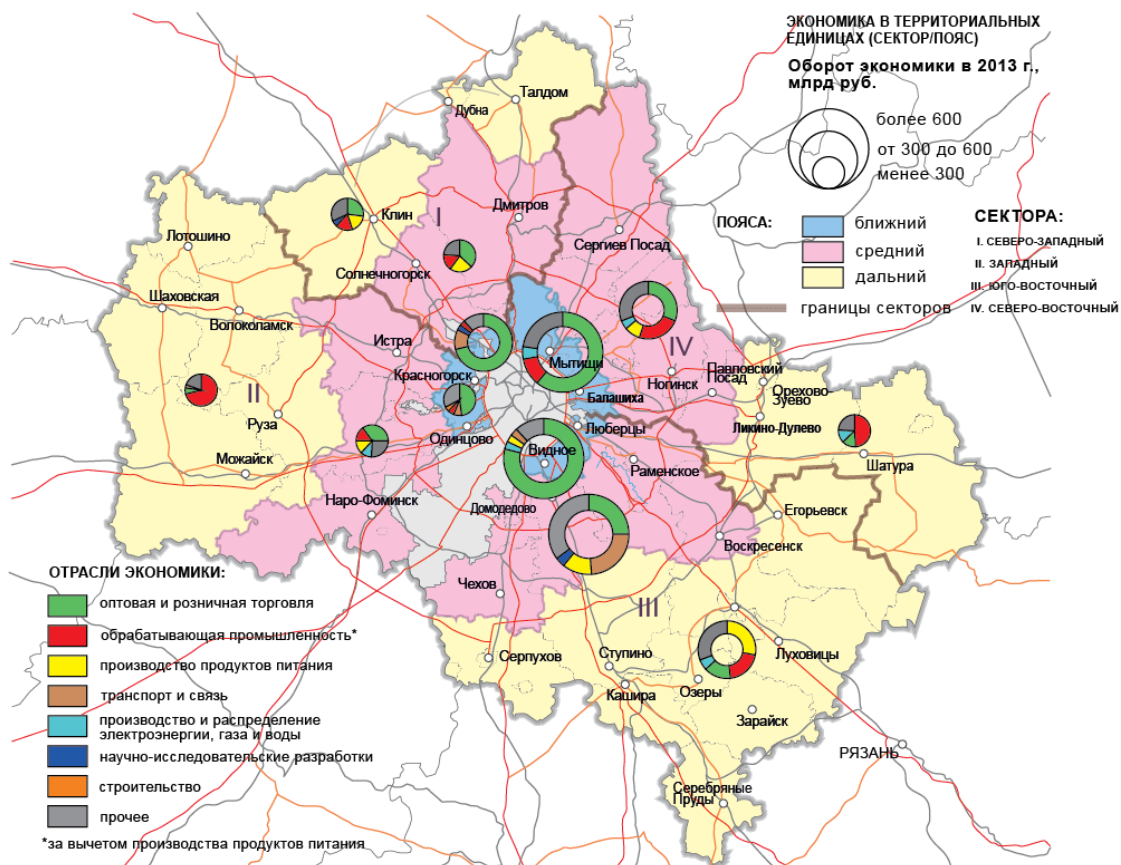 ЭКОНОМИКА В ТЕРРИТОРИАЛЬНЫХ
ЕДИНИЦАХ (СЕКТОР/ПОЯС)
Оборот экономики в 2013 г.,
млрд руб.
более 600
от 300 до 600
менее 300
ПОЯСА:
ближний
средний
дальний
границы секторов
СЕКТОРА:
I. СЕВЕРО-ЗАПАДНЫЙ
II. ЗАПАДНЫЙ
III. ЮГО-ВОСТОЧНЫЙ
IV. СЕВЕРО-ВОСТОЧНЫЙ
Талдом
Дубна
Клин
I
Дмитров
Сергиев Посад
Лотошино
Солнечногорск
Шаховская
Волоколамск
Истра
Мытищи
IV
Красногорск
Ногинск
Павловский
Посад
Орехово-
Зуево
Балашиха
II
Руза
Одинцово
Люберцы
Ликино-Дулево
Видное
Шатура
Можайск
Раменское
Наро-Фоминск
Домодедово
Егорьевск
Воскресенск
Чехов
III
Серпухов
Ступино
Луховицы
Кашира
Озеры
Зарайск
РЯЗАНЬ
Серебряные
Пруды
ОТРАСЛИ ЭКОНОМИКИ:
оптовая и розничная торговля
обрабатывающая промышленность*
производство продуктов питания
транспорт и связь
производство и распределение
электроэнергии, газа и воды
научно-исследовательские разработки
строительство
прочее
*за вычетом производства продуктов питания